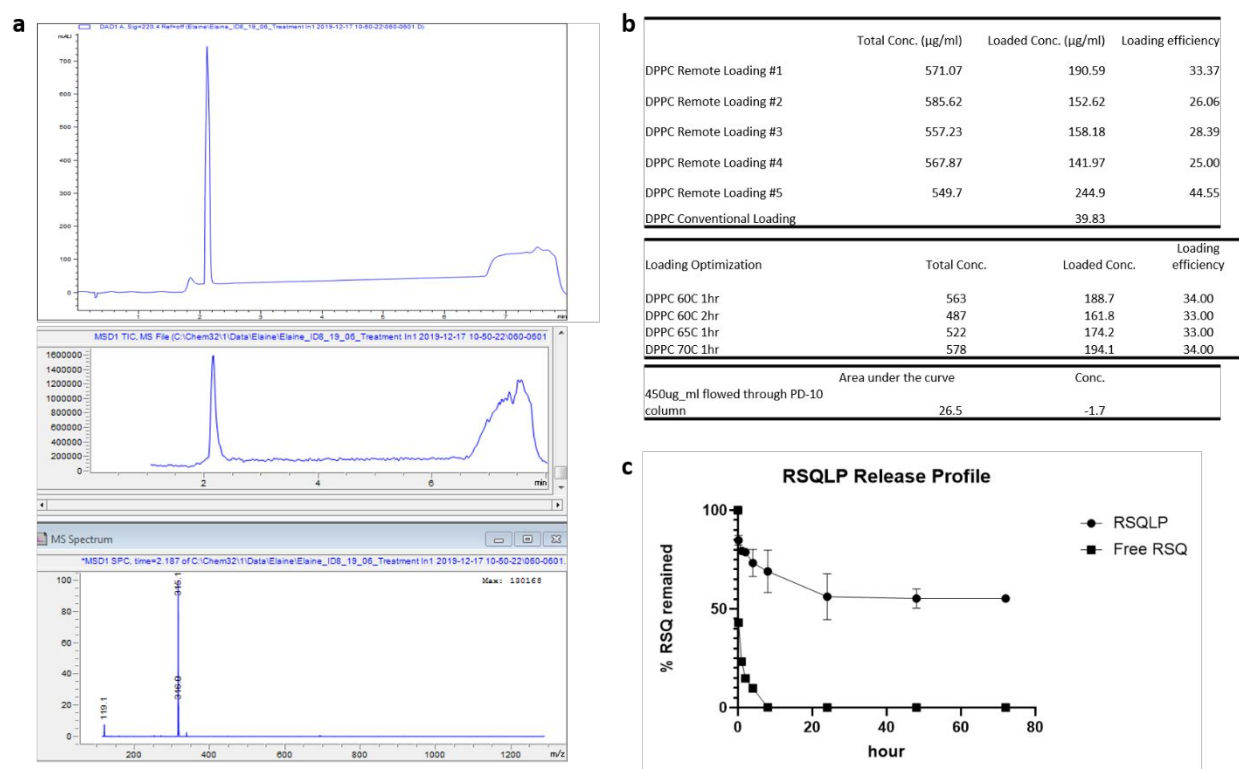 a
DAD1 A, Sig=220,4 Ref=off (Elaine\Elaine_ID8_19_06_Treatment In1 2019-12-17 10-50-22\060-0601.D)
mAU
700
600
500
400
300
200
100
0
1
2
3
4
5
6
7
min
MSD1 TIC, MS File (C:\Chem32\1\Data\Elaine\Elaine_ID8_19_06_Treatment In1 2019-12-17 10-50-22\060-0601
1600000
1400000
1200000
1000000
800000
600000
400000
200000
0
2
4
6
min
MS Spectrum
*MSD1 SPC, time=2.187 of C:\Chem32\1\Data\Elaine\Elaine_ID8_19_06_Treatment In1 2019-12-17 10-50-22\060-0601.
Max: 180168
100
80
60
40
20
0
119.1
315.1
316.0
200
400
600
800
1000
1200
m/z
b
Total Conc. (µg/ml) Loaded Conc. (µg/ml) Loading efficiency
DPPC Remote Loading #1 571.07 190.59 33.37
DPPC Remote Loading #2 585.62 152.62 26.06
DPPC Remote Loading #3 557.23 158.18 28.39
DPPC Remote Loading #4 567.87 141.97 25.00
DPPC Remote Loading #5 549.7 244.9 44.55
DPPC Conventional Loading 39.83
Loading Optimization Total Conc. Loaded Conc. Loading
efficiency
DPPC 60C 1hr 563 188.7 34.00
DPPC 60C 2hr 487 161.8 33.00
DPPC 65C 1hr 522 174.2 33.00
DPPC 70C 1hr 578 194.1 34.00
Area under the curve Conc.
450ug_ml flowed through PD-10
column 26.5 -1.7
c
RSQLP Release Profile
% RSQ remained
100
50
0
0 20 40 60 80
hour
RSQLP
Free RSQ